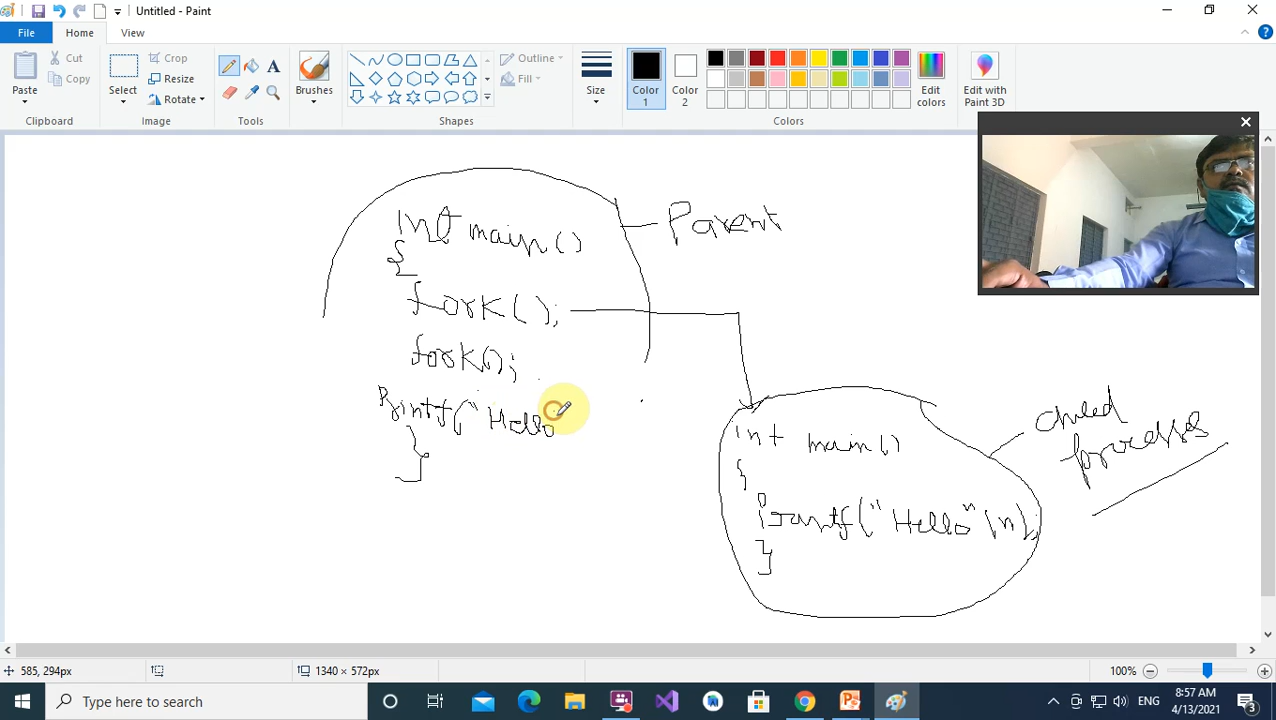 Untitled - Paint
File
Home
View
Paste
Cut
Copy
Clipboard
Select
Crop
Resize
Rotate
Image
Tools
Brushes
Shapes
Outline
Fill
Size
Color 1
Color 2
Edit colors
Edit with Paint 3D
Colors
Parent
int main()
{
fork();
fork();
Printf("Hello
}
child
processes
int main()
{
Printf("Hello"\n);
}
585, 294px
1340 × 572px
100%
Type here to search
ENG
8:57 AM
4/13/2021
3